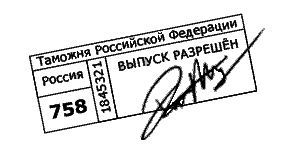 Таможня Российской Федерации
Россия
758
1845321
ВЫПУСК РАЗРЕШЁН